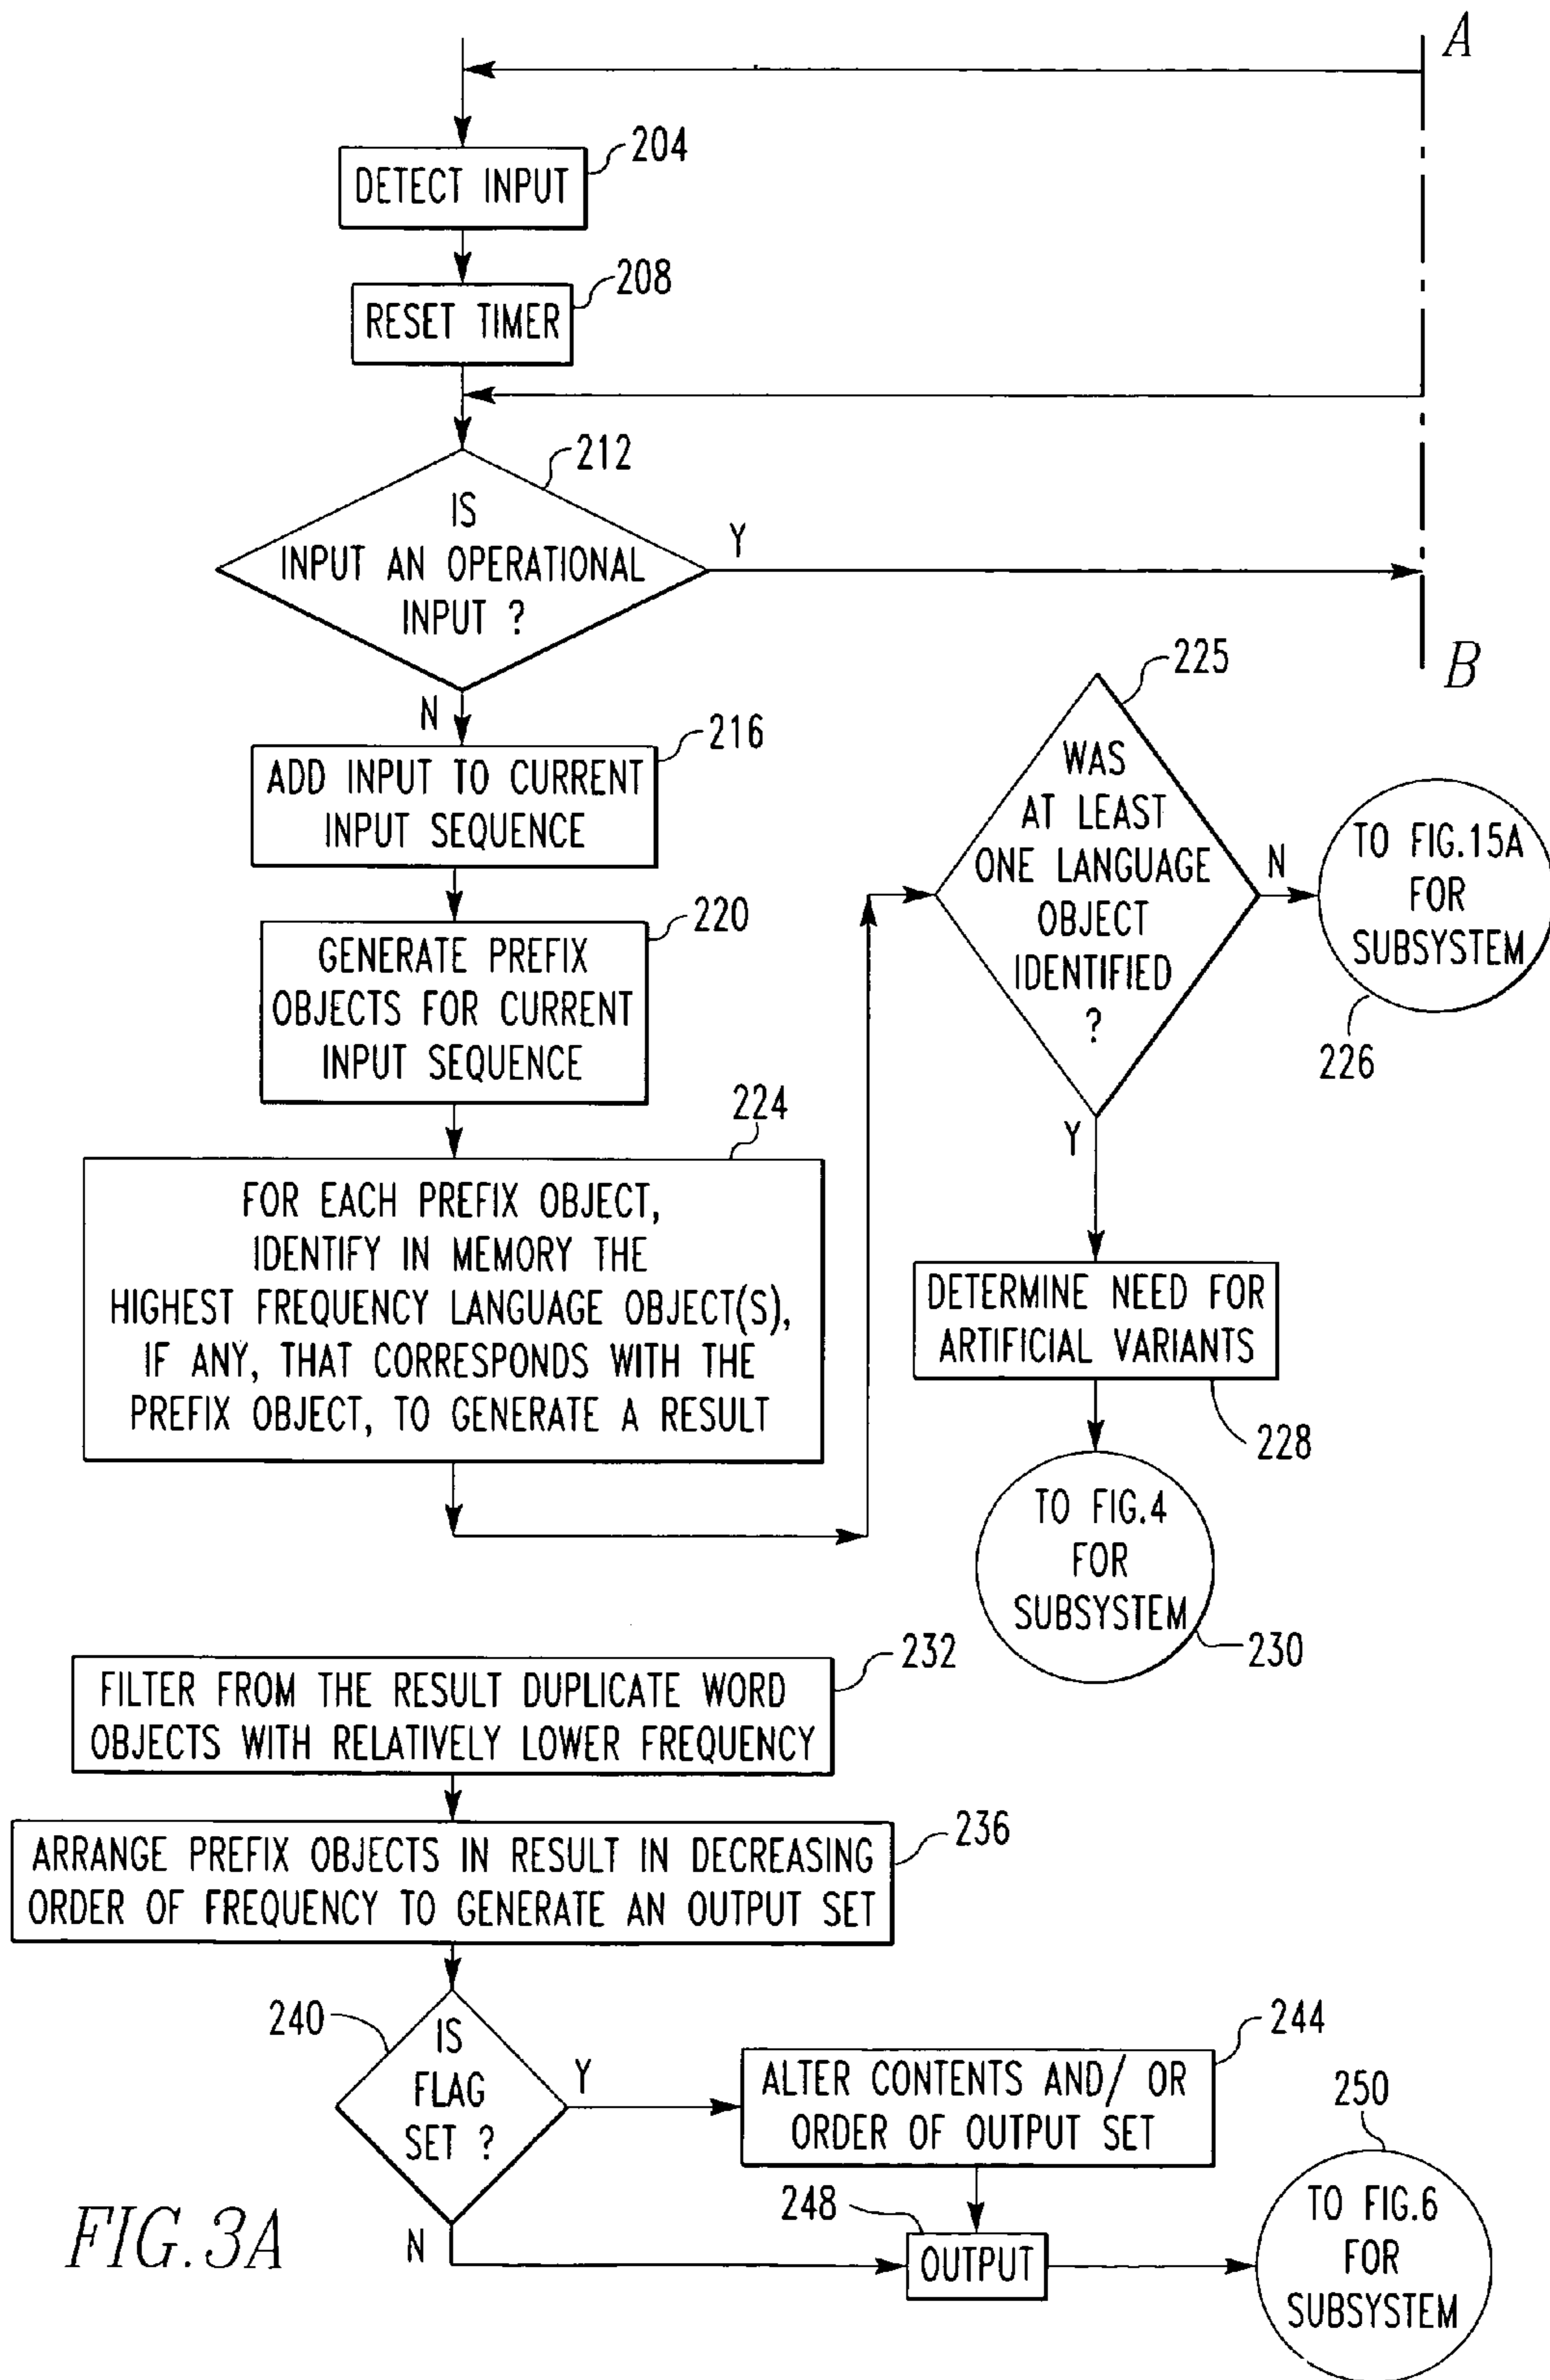 A
204
DETECT INPUT
208
RESET TIMER
212
IS
INPUT AN OPERATIONAL
INPUT ?
Y
B
N
216
ADD INPUT TO CURRENT
INPUT SEQUENCE
220
GENERATE PREFIX
OBJECTS FOR CURRENT
INPUT SEQUENCE
224
FOR EACH PREFIX OBJECT,
IDENTIFY IN MEMORY THE
HIGHEST FREQUENCY LANGUAGE OBJECT(S),
IF ANY, THAT CORRESPONDS WITH THE
PREFIX OBJECT, TO GENERATE A RESULT
225
WAS
AT LEAST
ONE LANGUAGE
OBJECT
IDENTIFIED
?
N
TO FIG.15A
FOR
SUBSYSTEM
226
Y
DETERMINE NEED FOR
ARTIFICIAL VARIANTS
228
TO FIG.4
FOR
SUBSYSTEM
230
232
FILTER FROM THE RESULT DUPLICATE WORD
OBJECTS WITH RELATIVELY LOWER FREQUENCY
236
ARRANGE PREFIX OBJECTS IN RESULT IN DECREASING
ORDER OF FREQUENCY TO GENERATE AN OUTPUT SET
240
IS
FLAG
SET ?
Y
244
ALTER CONTENTS AND/ OR
ORDER OF OUTPUT SET
N
248
OUTPUT
250
TO FIG.6
FOR
SUBSYSTEM
FIG.3A